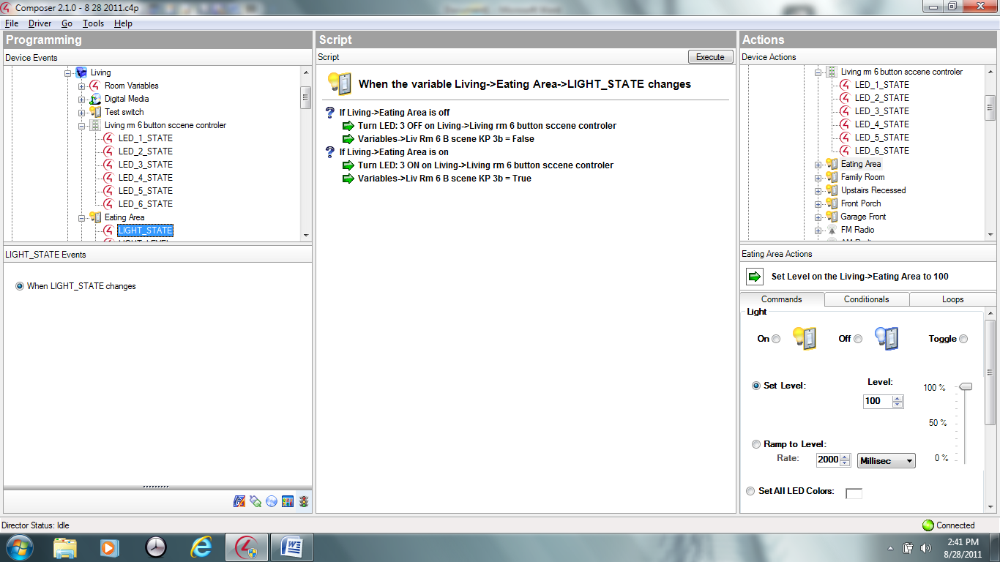 Composer 2.1.0 - 8 28 2011.c4p
File Driver Go Tools Help
Programming
Device Events
Living
Room Variables
Digital Media
Test switch
Living rm 6 button sccene controler
LED_1_STATE
LED_2_STATE
LED_3_STATE
LED_4_STATE
LED_5_STATE
LED_6_STATE
Eating Area
LIGHT_STATE
LIGHT_LEVEL
LIGHT_STATE Events
When LIGHT_STATE changes
Script
Script
Execute
When the variable Living->Eating Area->LIGHT_STATE changes
If Living->Eating Area is off
Turn LED: 3 OFF on Living->Living rm 6 button sccene controler
Variables->Liv Rm 6 B scene KP 3b = False
If Living->Eating Area is on
Turn LED: 3 ON on Living->Living rm 6 button sccene controler
Variables->Liv Rm 6 B scene KP 3b = True
Actions
Device Actions
Living rm 6 button sccene controler
LED_1_STATE
LED_2_STATE
LED_3_STATE
LED_4_STATE
LED_5_STATE
LED_6_STATE
Eating Area
Family Room
Upstairs Recessed
Front Porch
Garage Front
FM Radio
AM Radio
Eating Area Actions
Set Level on the Living->Eating Area to 100
Commands Conditionals Loops
Light
On Off Toggle
Set Level: Level: 100 %
100
50 %
Ramp to Level:
Rate: 2000 Millisec 0 %
Set All LED Colors:
Director Status: Idle
Connected
2:41 PM
8/28/2011